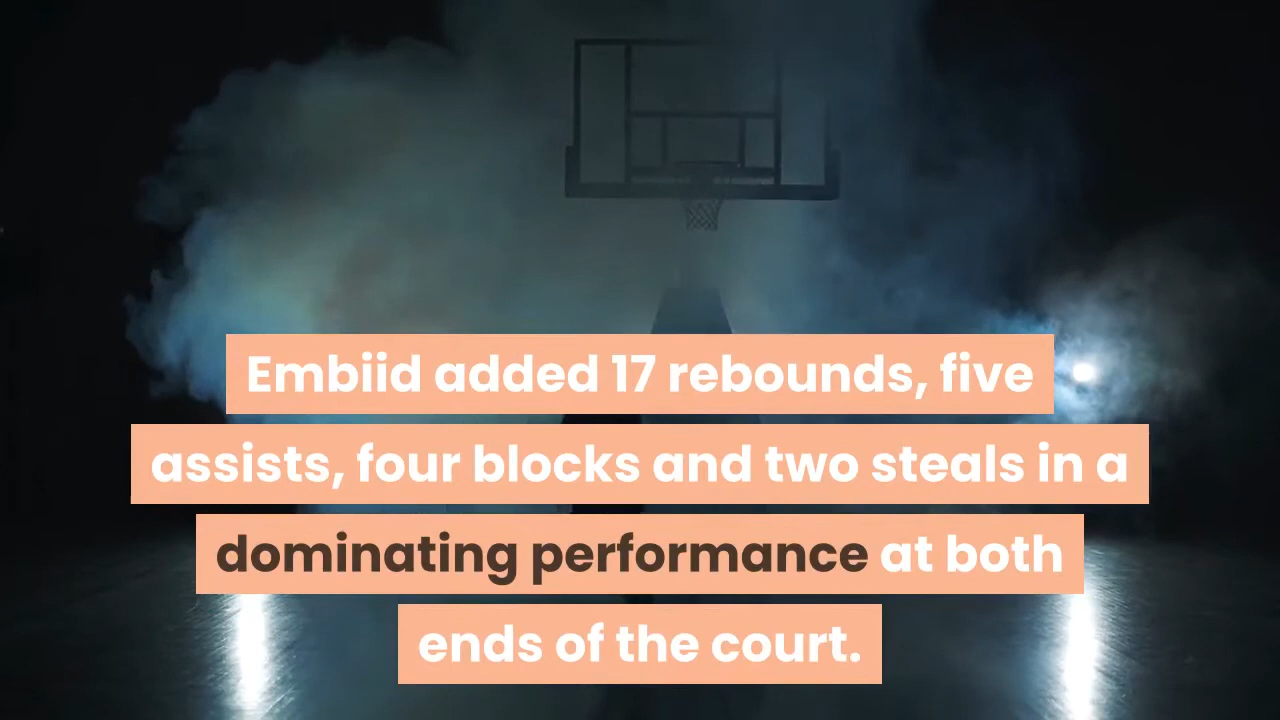 Embiid added 17 rebounds, five
assists, four blocks and two steals in a
dominating performance at both
ends of the court.